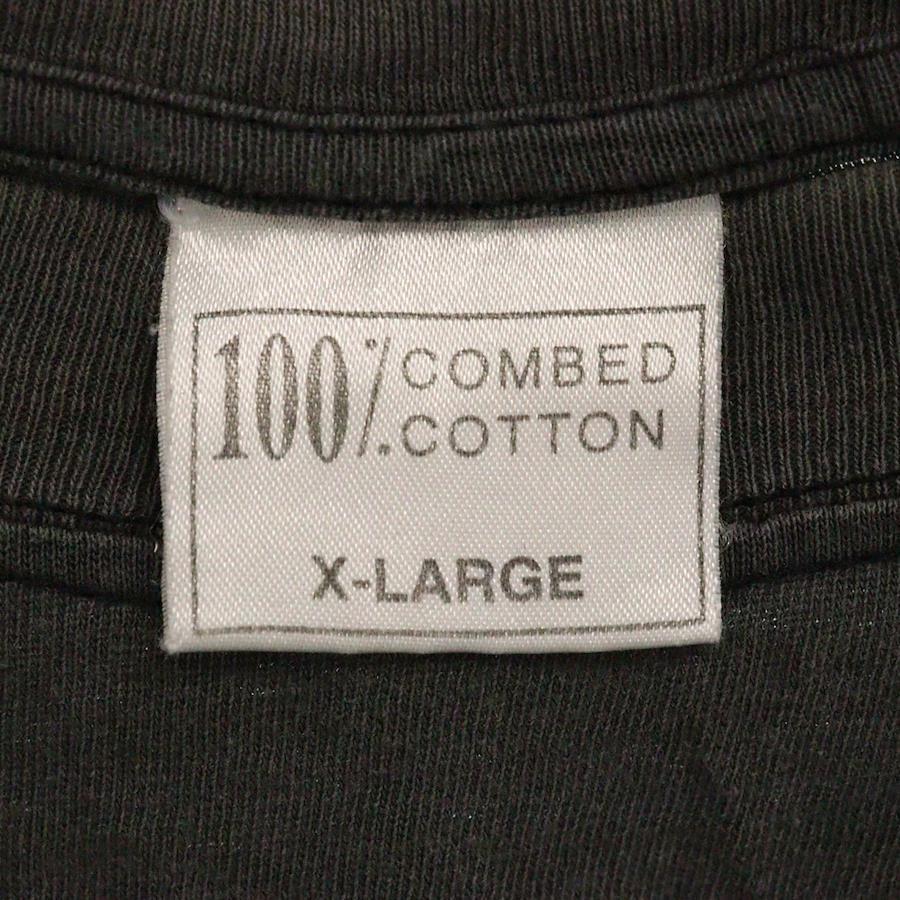 100% COMBED
COTTON
X-LARGE